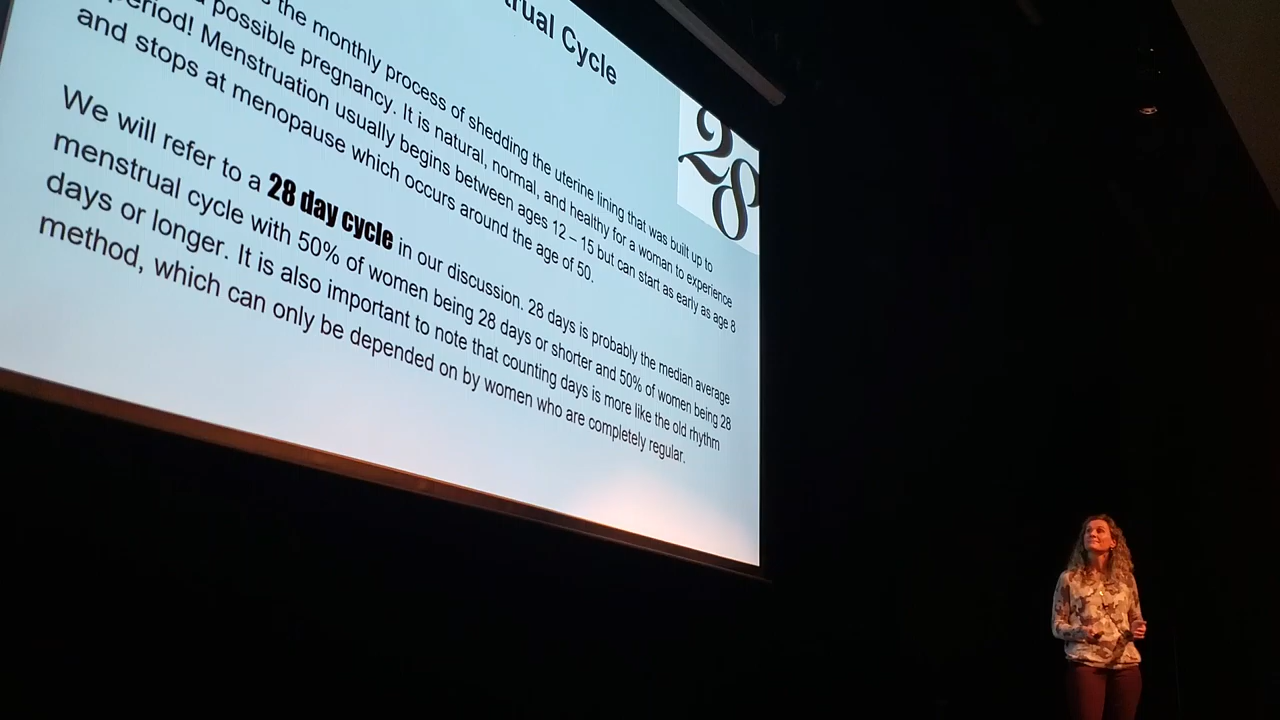 trual Cycle
the monthly process of shedding the uterine lining that was built up to
possible pregnancy. It is natural, normal, and healthy for a woman to experience
period! Menstruation usually begins between ages 12 – 15 but can start as early as age 8
and stops at menopause which occurs around the age of 50.
28
We will refer to a 28 day cycle in our discussion. 28 days is probably the median average
menstrual cycle with 50% of women being 28 days or shorter and 50% of women being 28
days or longer. It is also important to note that counting days is more like the old rhythm
method, which can only be depended on by women who are completely regular.